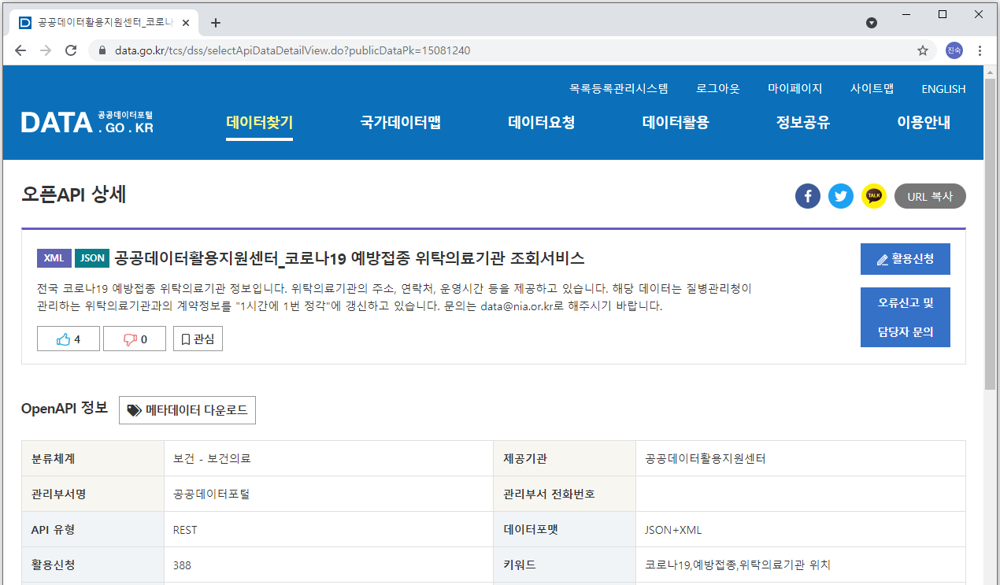 공공데이터활용지원센터_코로나
data.go.kr/tcs/dss/selectApiDataDetailView.do?publicDataPk=15081240
진숙
목록등록관리시스템 로그아웃 마이페이지 사이트맵 ENGLISH
DATA 공공데이터포털 . GO . KR
데이터찾기 국가데이터맵 데이터요청 데이터활용 정보공유 이용안내
오픈API 상세
TALK
URL 복사
XML JSON 공공데이터활용지원센터_코로나19 예방접종 위탁의료기관 조회서비스
활용신청
전국 코로나19 예방접종 위탁의료기관 정보입니다. 위탁의료기관의 주소, 연락처, 운영시간 등을 제공하고 있습니다. 해당 데이터는 질병관리청이
관리하는 위탁의료기관과의 계약정보를 "1시간에 1번 정각"에 갱신하고 있습니다. 문의는 data@nia.or.kr로 해주시기 바랍니다.
오류신고 및
담당자 문의
4 0 관심
OpenAPI 정보 메타데이터 다운로드
분류체계 보건 - 보건의료 제공기관 공공데이터활용지원센터
관리부서명 공공데이터포털 관리부서 전화번호
API 유형 REST 데이터포맷 JSON+XML
활용신청 388 키워드 코로나19,예방접종,위탁의료기관 위치